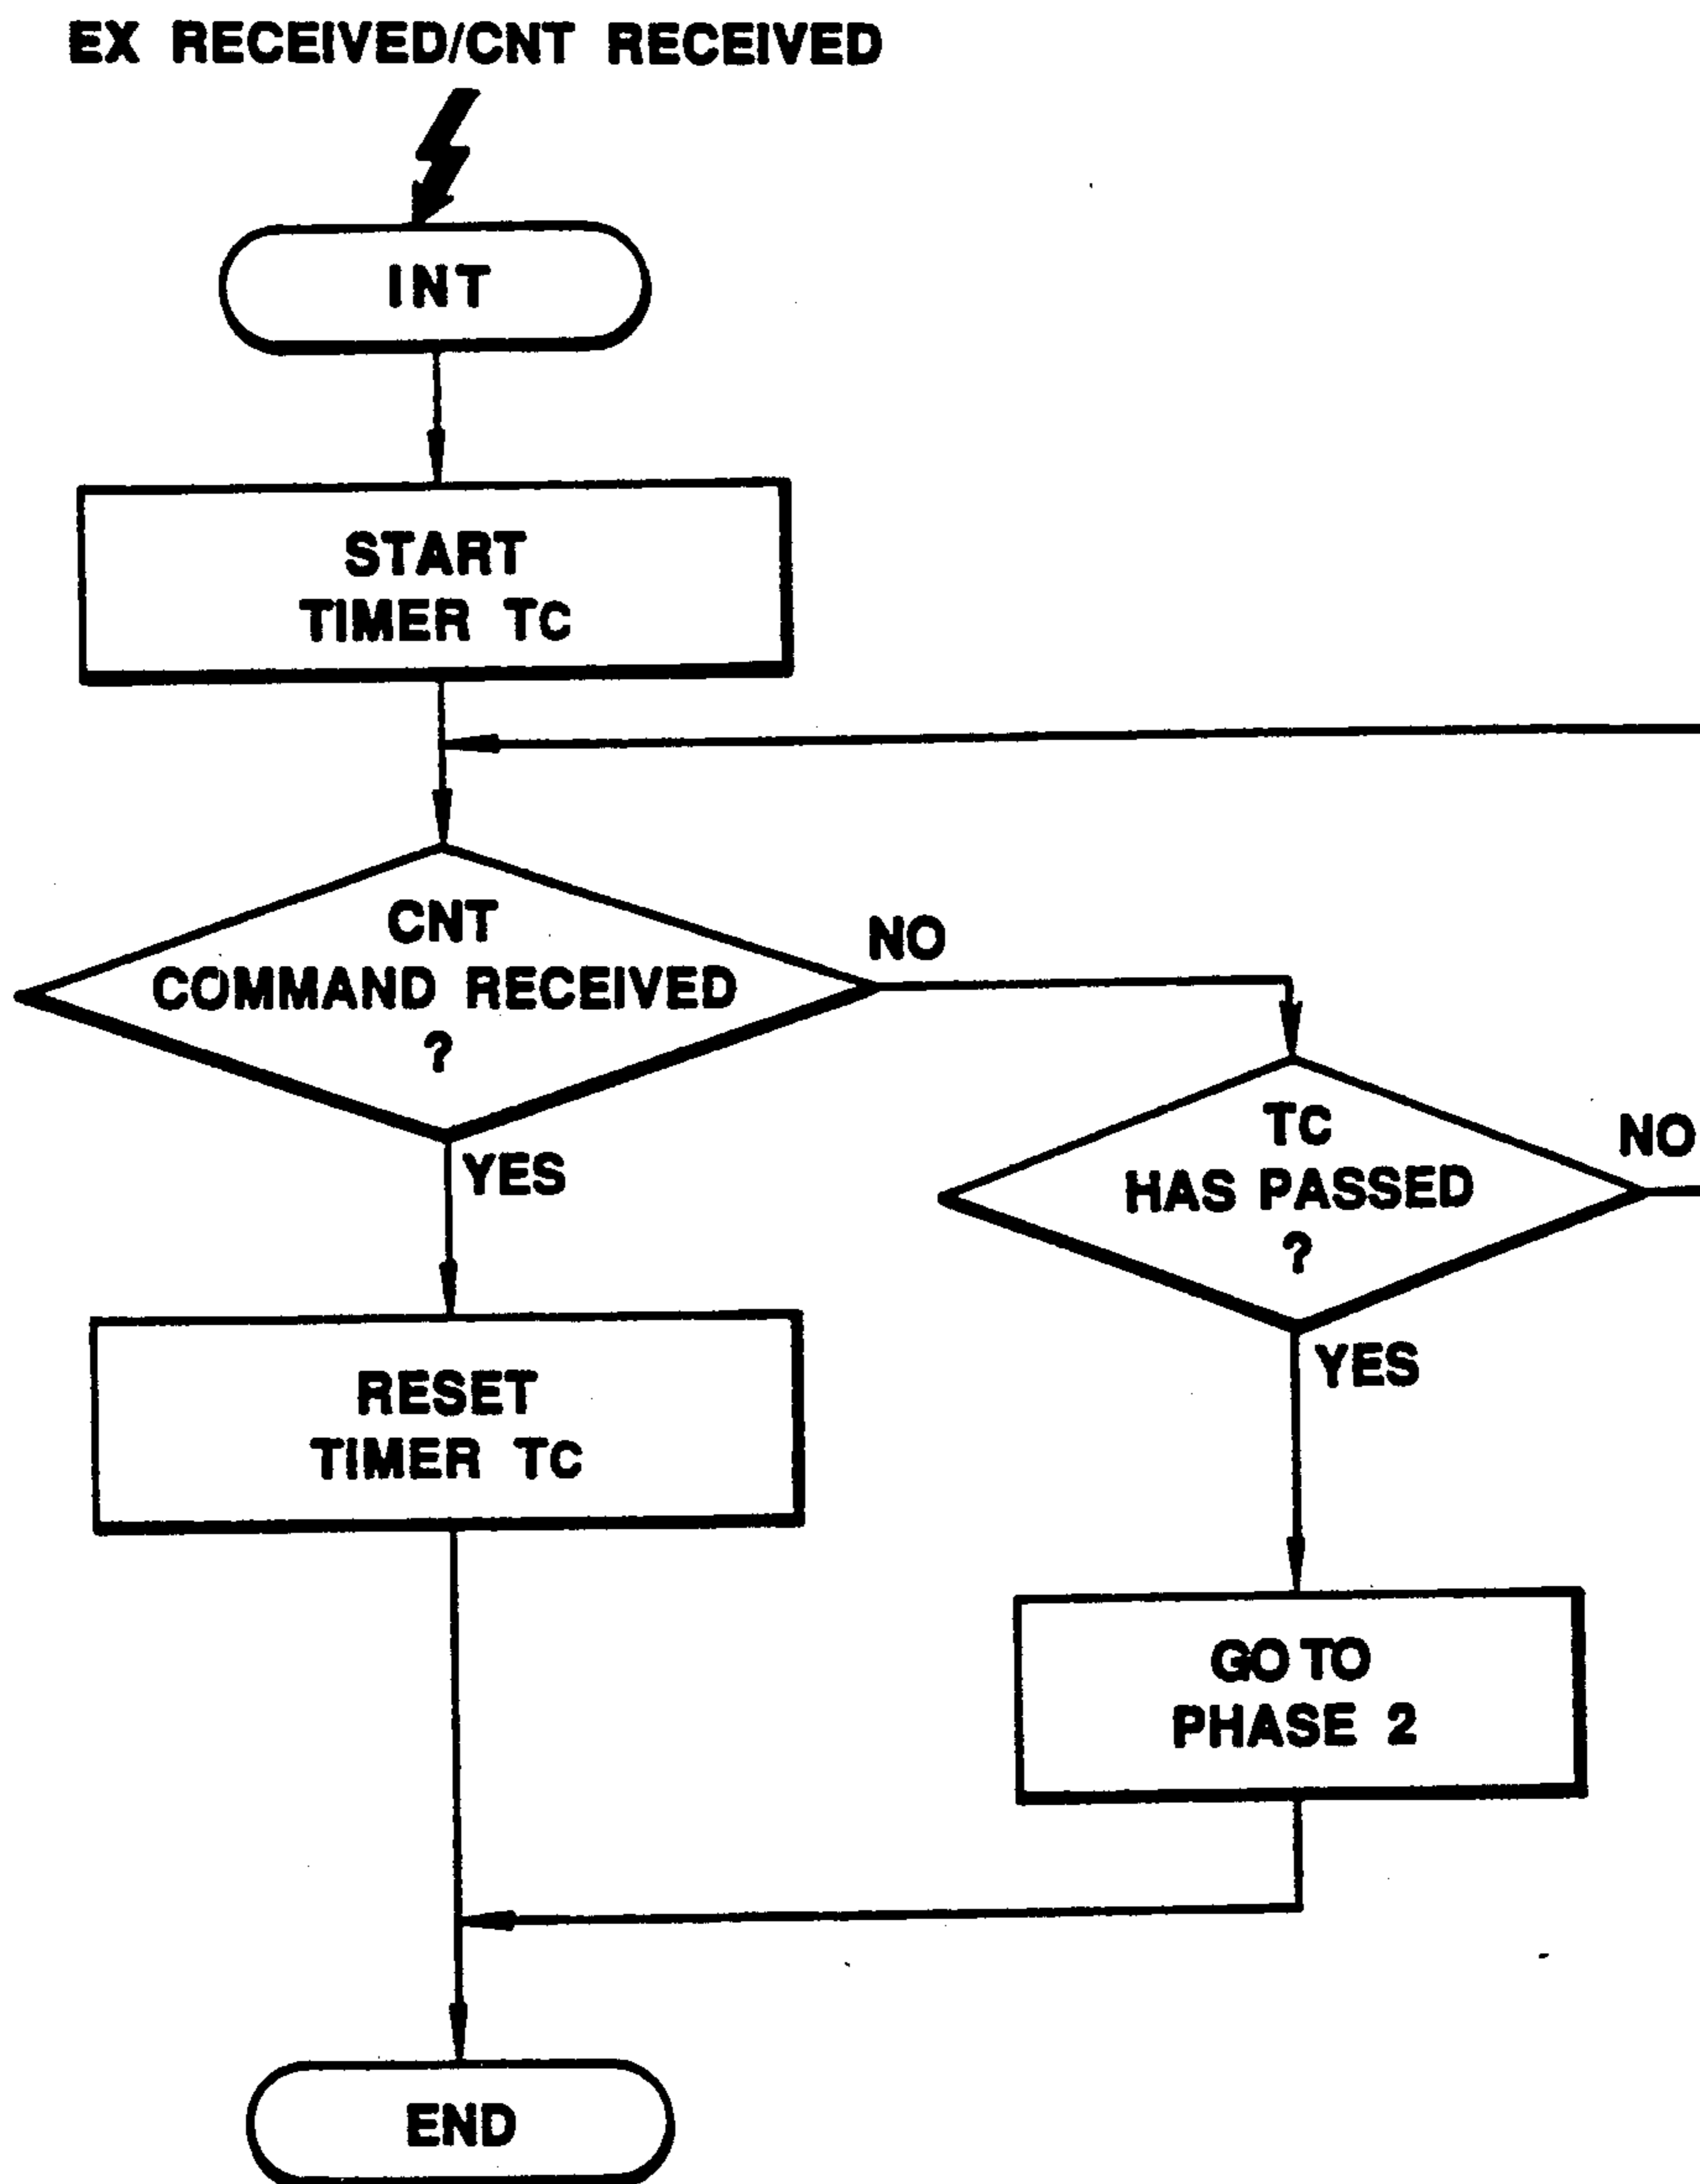 EX RECEIVED/CNT RECEIVED
INT
START
TIMER TC
CNT
COMMAND RECEIVED
?
NO
YES
TC
HAS PASSED
?
NO
YES
RESET
TIMER TC
GO TO
PHASE 2
END